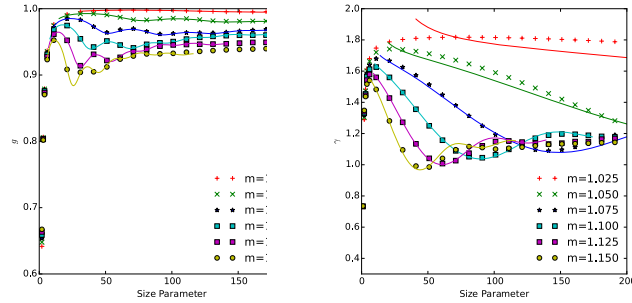 1.0
0.9
0.8
0.7
0.6
g
0
50
100
150
Size Parameter
m=1
m=1
m=1
m=1
m=1
m=1
2.0
1.8
1.6
1.4
1.2
1.0
0.8
0.6
0.4
γ
0
50
100
150
200
Size Parameter
m=1.025
m=1.050
m=1.075
m=1.100
m=1.125
m=1.150